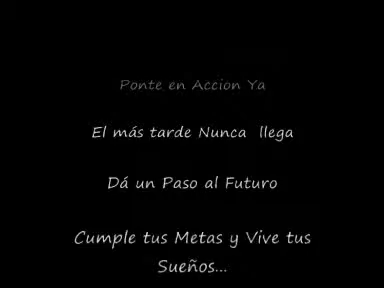 Ponte en Accion Ya
El más tarde Nunca llega
Dá un Paso al Futuro
Cumple tus Metas y Vive tus
Sueños...